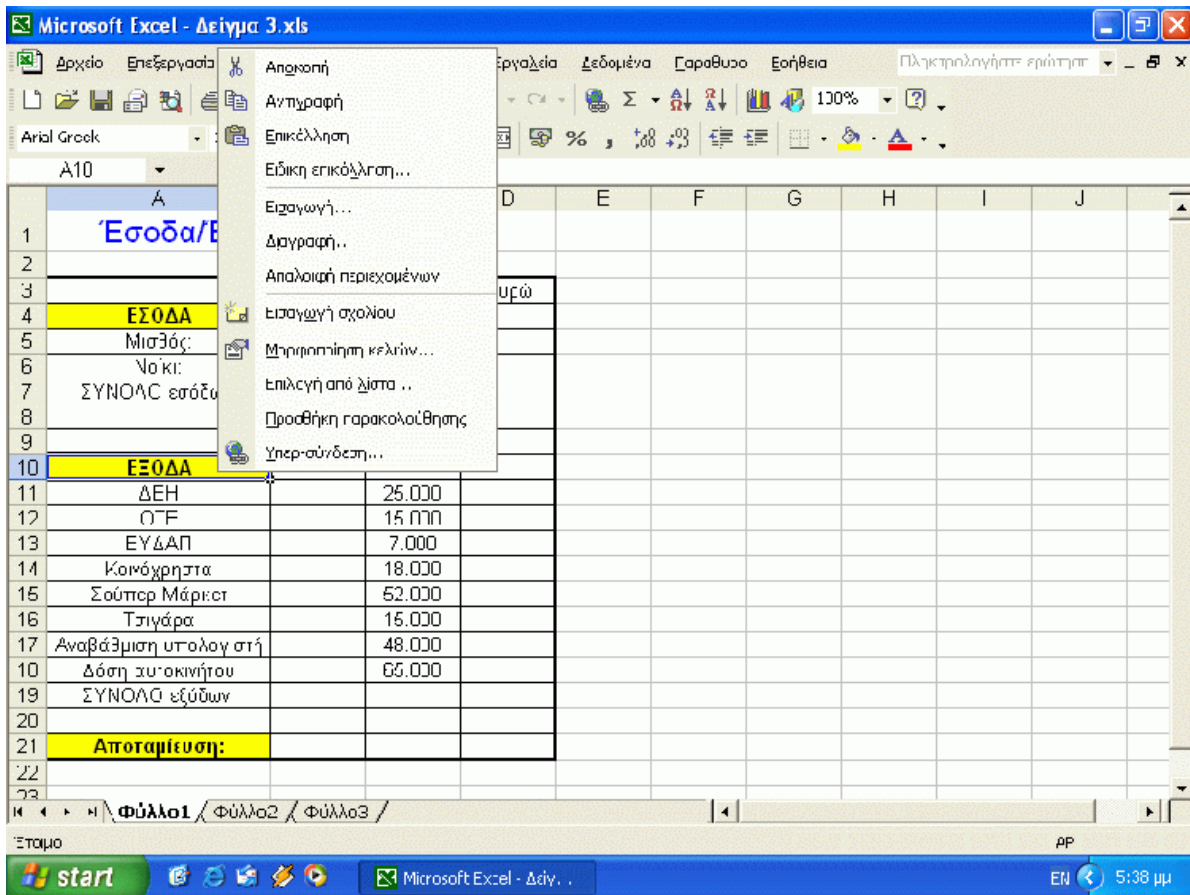 Microsoft Excel - Δείγμα 3.xls
Αρχείο Επεξεργασία Εργαλεία Δεδομένα Παράθυρο Βοήθεια Πληκτρολογήστε ερώτηση
100%
Arial Greek
A10
A D E F G H I J
Αποκοπή
Αντιγραφή
Επικόλληση
Ειδική επικόλληση...
Εισαγωγή...
Διαγραφή...
Απαλοιφή περιεχομένων
Εισαγωγή σχολίου
Μορφοποίηση κελιών...
Επιλογή από λίστα...
Προσθήκη παρακολούθησης
Υπερ-σύνδεση...
1 Έσοδα/Έ
2
3 υρώ
4 ΕΣΟΔΑ
5 Μισθός:
6 Νοίκι:
7 ΣΥΝΟΛΟ εσόδω
8
9
10 ΕΞΟΔΑ
11 ΔΕΗ 25.000
12 ΟΤΕ 15.000
13 ΕΥΔΑΠ 7.000
14 Κοινόχρηστα 18.000
15 Σούπερ Μάρκετ 52.000
16 Τσιγάρα 15.000
17 Αναβάθμιση υπολογιστή 48.000
18 Δόση αυτοκινήτου 65.000
19 ΣΥΝΟΛΟ εξόδων
20
21 Αποταμίευση:
22
23
Φύλλο1 Φύλλο2 Φύλλο3
Έτοιμο
start Microsoft Excel - Δείγ... EN 5:38 μμ